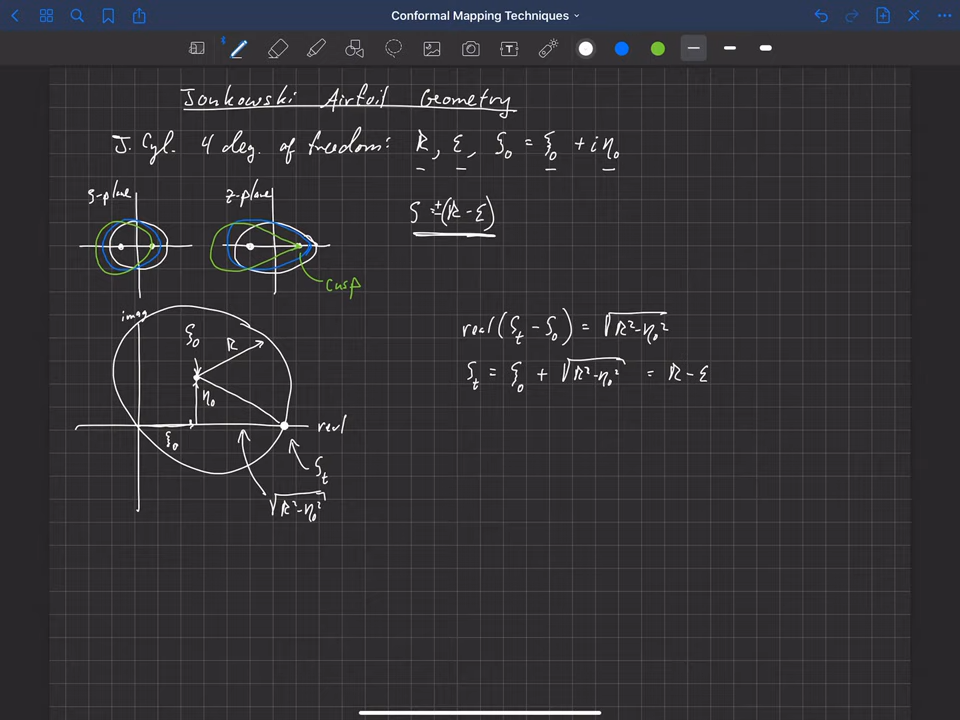 Conformal Mapping Techniques
Joukowski Airfoil Geometry
J. Cyl. 4 deg. of freedom: R, ε, ζ₀ = ξ₀ + iη₀
ζ-plane
z-plane
ζ = ±(R - ε)
Cusp
imag
ζ₀
R
η₀
ξ₀
real
ζₜ
√R²-η₀²
real(ζₜ - ζ₀) = √R²-η₀²
ζₜ = ξ₀ + √R²-η₀² = R - ε